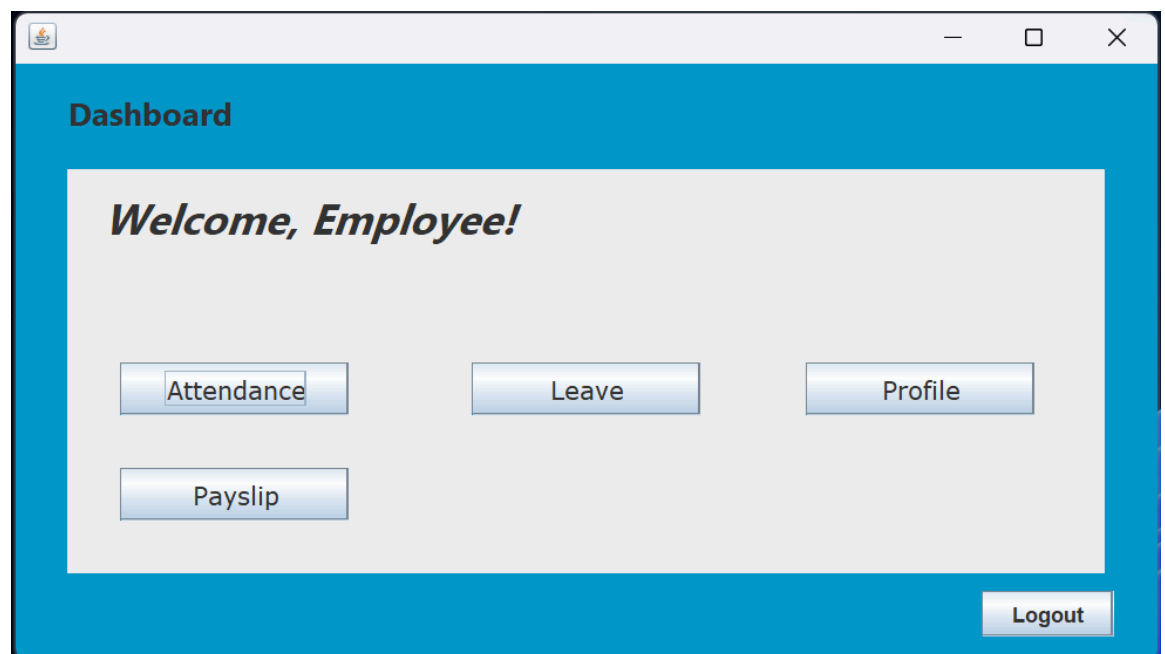 Dashboard
Welcome, Employee!
Attendance Leave Profile
Payslip
Logout